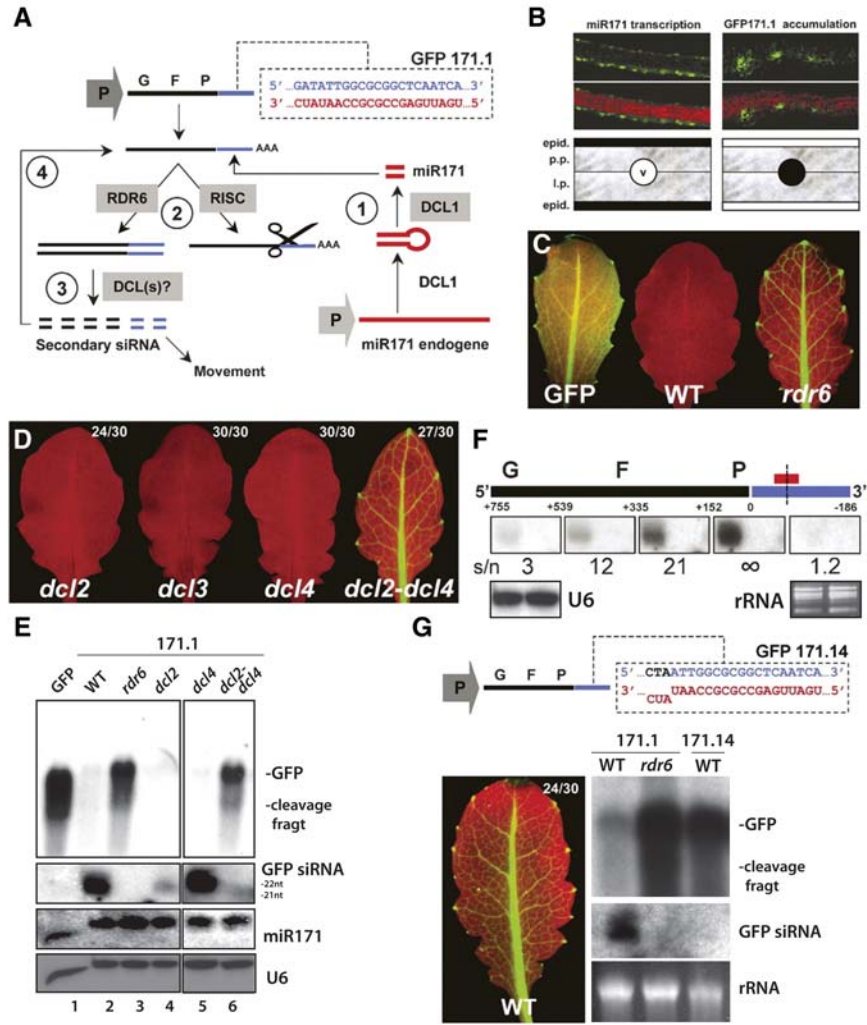 A
GFP 171.1
P
G F P
5’ …GATATTGGCGCGGCTCAATCA…3’
3’ …CUAUAACCGCGCCGAGUUAGU…5’
AAA
4
miR171
RDR6
2
RISC
1
DCL1
AAA
3
DCL(s)?
DCL1
P
Secondary siRNA
miR171 endogene
Movement
B
miR171 transcription
GFP171.1 accumulation
epid.
p.p.
l.p.
epid.
v
C
GFP
WT
rdr6
D
24/30
30/30
30/30
27/30
dcl2
dcl3
dcl4
dcl2-dcl4
F
G F P
5’
3’
+755 +539 +335 +152 0 -186
s/n 3 12 21 ∞ 1.2
U6
rRNA
E
171.1
GFP WT rdr6 dcl2 dcl4 dcl2-dcl4
-GFP
-cleavage
fragt
GFP siRNA
-22nt
-21nt
miR171
U6
1 2 3 4 5 6
G
GFP 171.14
P
G F P
5’ …CTAATTGGCGCGGCTCAATCA…3’
3’ … UAACCGCGCCGAGUUAGU…5’
CUA
24/30
WT
171.1 171.14
WT rdr6 WT
-GFP
-cleavage
fragt
GFP siRNA
rRNA